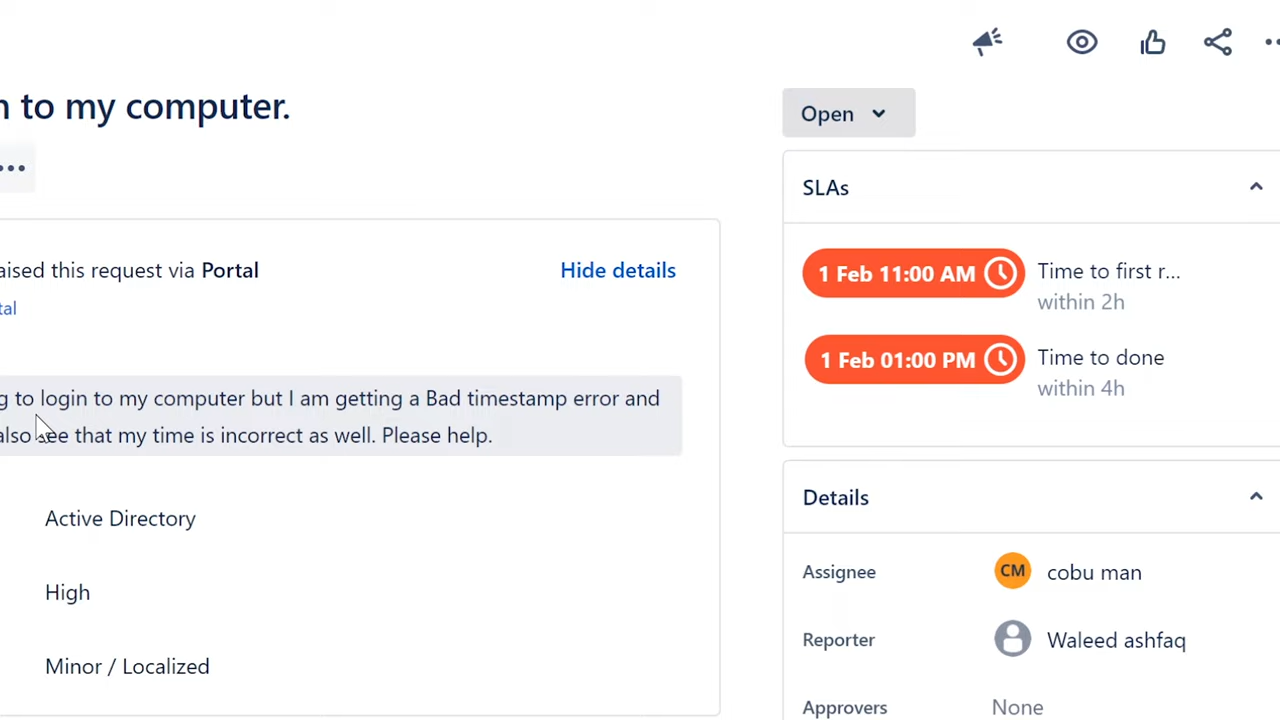 n to my computer.
Open
SLAs
aised this request via Portal
Hide details
tal
1 Feb 11:00 AM
Time to first r...
within 2h
1 Feb 01:00 PM
Time to done
within 4h
g to login to my computer but I am getting a Bad timestamp error and
also see that my time is incorrect as well. Please help.
Details
Active Directory
High
Minor / Localized
Assignee
CM
cobu man
Reporter
Waleed ashfaq
Approvers
None